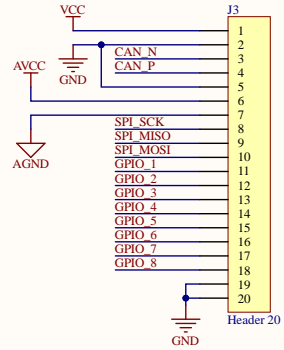 VCC
J3
1
2
CAN_N 3
GND
CAN_P 4
AVCC
5
6
7
SPI_SCK 8
SPI_MISO 9
AGND
SPI_MOSI 10
GPIO_1 11
GPIO_2 12
GPIO_3 13
GPIO_4 14
GPIO_5 15
GPIO_6 16
GPIO_7 17
GPIO_8 18
19
20
Header 20
GND